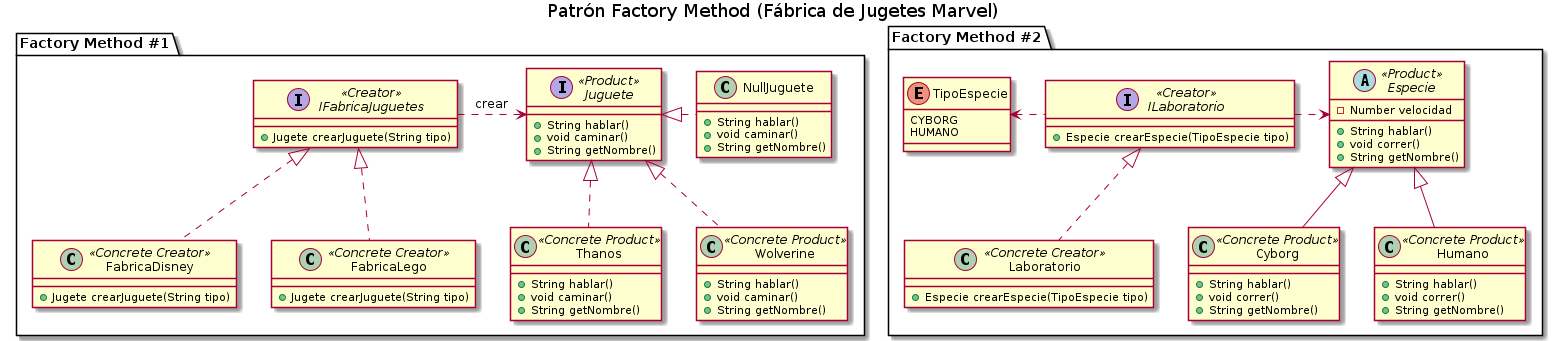 Patrón Factory Method (Fábrica de Jugetes Marvel)
Factory Method #1
I
«Creator»
IFabricaJuguetes
Jugete crearJuguete(String tipo)
crear
I
«Product»
Juguete
String hablar()
void caminar()
String getNombre()
C
NullJuguete
String hablar()
void caminar()
String getNombre()
C
«Concrete Creator»
FabricaDisney
Jugete crearJuguete(String tipo)
C
«Concrete Creator»
FabricaLego
Jugete crearJuguete(String tipo)
C
«Concrete Product»
Thanos
String hablar()
void caminar()
String getNombre()
C
«Concrete Product»
Wolverine
String hablar()
void caminar()
String getNombre()
Factory Method #2
E
TipoEspecie
CYBORG
HUMANO
I
«Creator»
ILaboratorio
Especie crearEspecie(TipoEspecie tipo)
A
«Product»
Especie
Number velocidad
String hablar()
void correr()
String getNombre()
C
«Concrete Creator»
Laboratorio
Especie crearEspecie(TipoEspecie tipo)
C
«Concrete Product»
Cyborg
String hablar()
void correr()
String getNombre()
C
«Concrete Product»
Humano
String hablar()
void correr()
String getNombre()